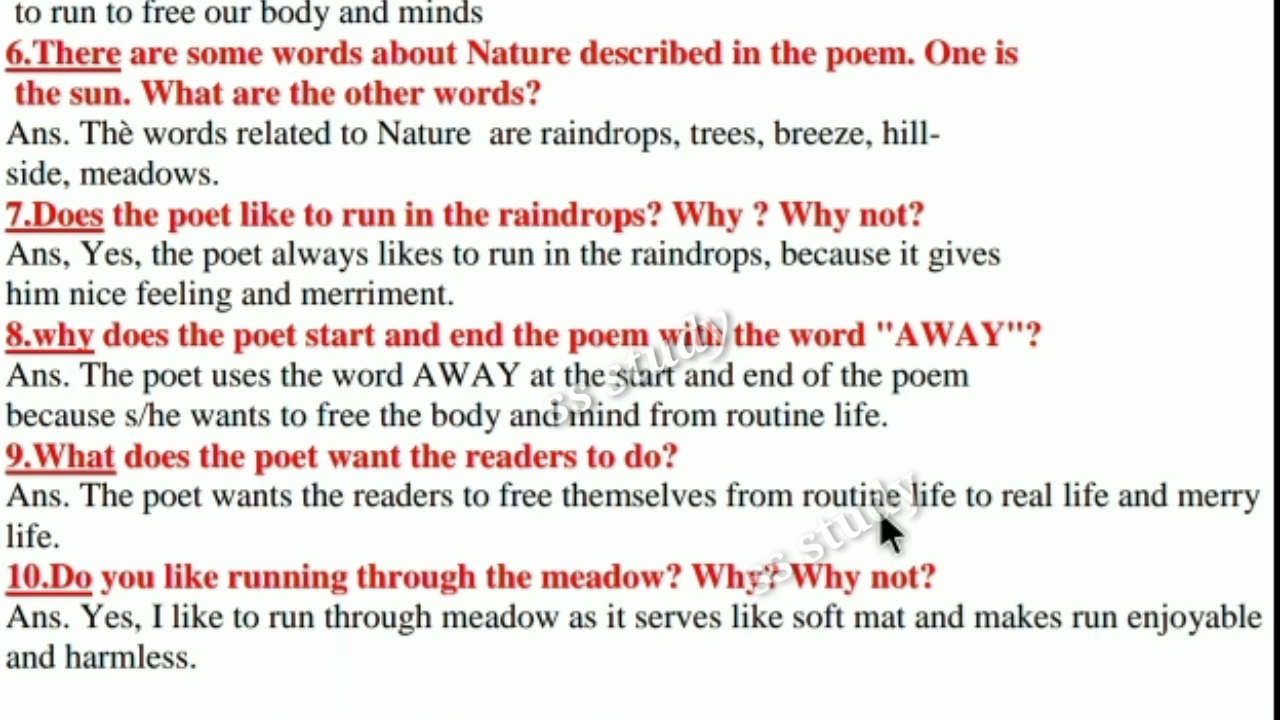 to run to free our body and minds
6.There are some words about Nature described in the poem. One is
the sun. What are the other words?
Ans. Thè words related to Nature are raindrops, trees, breeze, hill-
side, meadows.
7.Does the poet like to run in the raindrops? Why ? Why not?
Ans, Yes, the poet always likes to run in the raindrops, because it gives
him nice feeling and merriment.
8.why does the poet start and end the poem with the word "AWAY"?
Ans. The poet uses the word AWAY at the start and end of the poem
because s/he wants to free the body and mind from routine life.
9.What does the poet want the readers to do?
Ans. The poet wants the readers to free themselves from routine life to real life and merry
life.
10.Do you like running through the meadow? Why? Why not?
Ans. Yes, I like to run through meadow as it serves like soft mat and makes run enjoyable
and harmless.
ss study
ss study